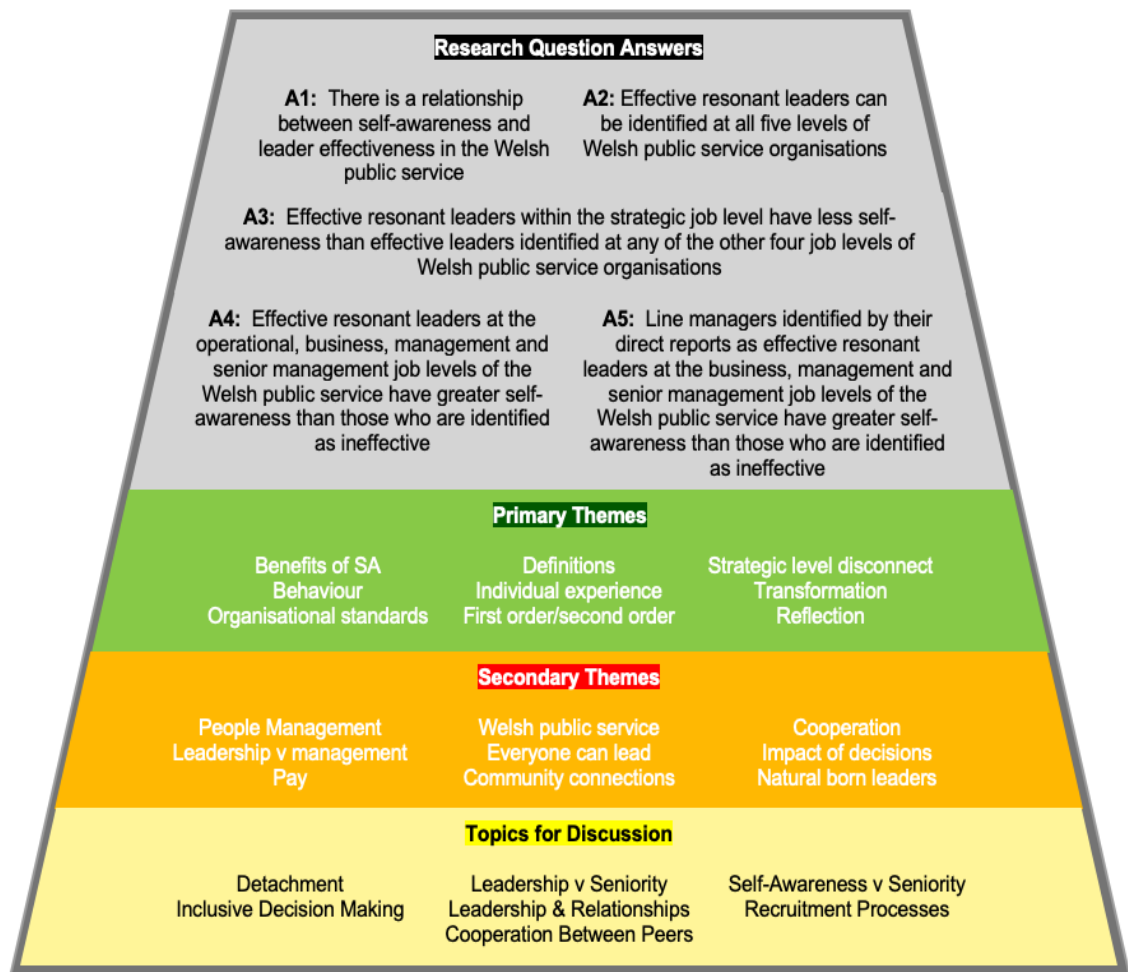 Research Question Answers
A1: There is a relationship
between self-awareness and
leader effectiveness in the Welsh
public service
A2: Effective resonant leaders can
be identified at all five levels of
Welsh public service organisations
A3: Effective resonant leaders within the strategic job level have less self-
awareness than effective leaders identified at any of the other four job levels of
Welsh public service organisations
A4: Effective resonant leaders at the
operational, business, management and
senior management job levels of the
Welsh public service have greater self-
awareness than those who are identified
as ineffective
A5: Line managers identified by their
direct reports as effective resonant
leaders at the business, management and
senior management job levels of the
Welsh public service have greater self-
awareness than those who are identified
as ineffective
Primary Themes
Benefits of SA
Behaviour
Organisational standards
Definitions
Individual experience
First order/second order
Strategic level disconnect
Transformation
Reflection
Secondary Themes
People Management
Leadership v management
Pay
Welsh public service
Everyone can lead
Community connections
Cooperation
Impact of decisions
Natural born leaders
Topics for Discussion
Detachment
Inclusive Decision Making
Leadership v Seniority
Leadership & Relationships
Cooperation Between Peers
Self-Awareness v Seniority
Recruitment Processes